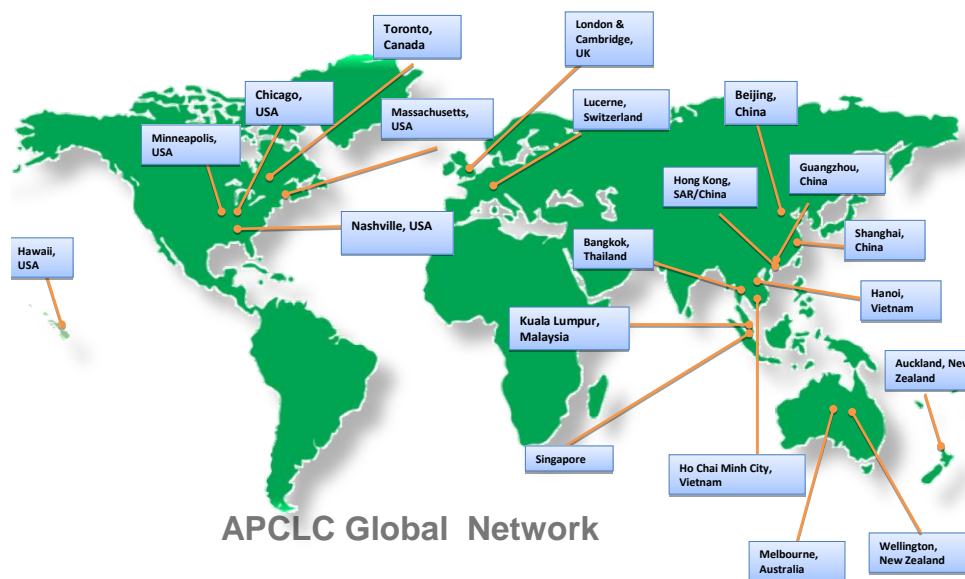 Toronto,
Canada
London &
Cambridge,
UK
Chicago,
USA
Massachusetts,
USA
Lucerne,
Switzerland
Beijing,
China
Minneapolis,
USA
Hong Kong,
SAR/China
Guangzhou,
China
Nashville, USA
Shanghai,
China
Hawaii,
USA
Bangkok,
Thailand
Hanoi,
Vietnam
Kuala Lumpur,
Malaysia
Auckland, New
Zealand
Singapore
Ho Chai Minh City,
Vietnam
APCLC Global Network
Melbourne,
Australia
Wellington,
New Zealand